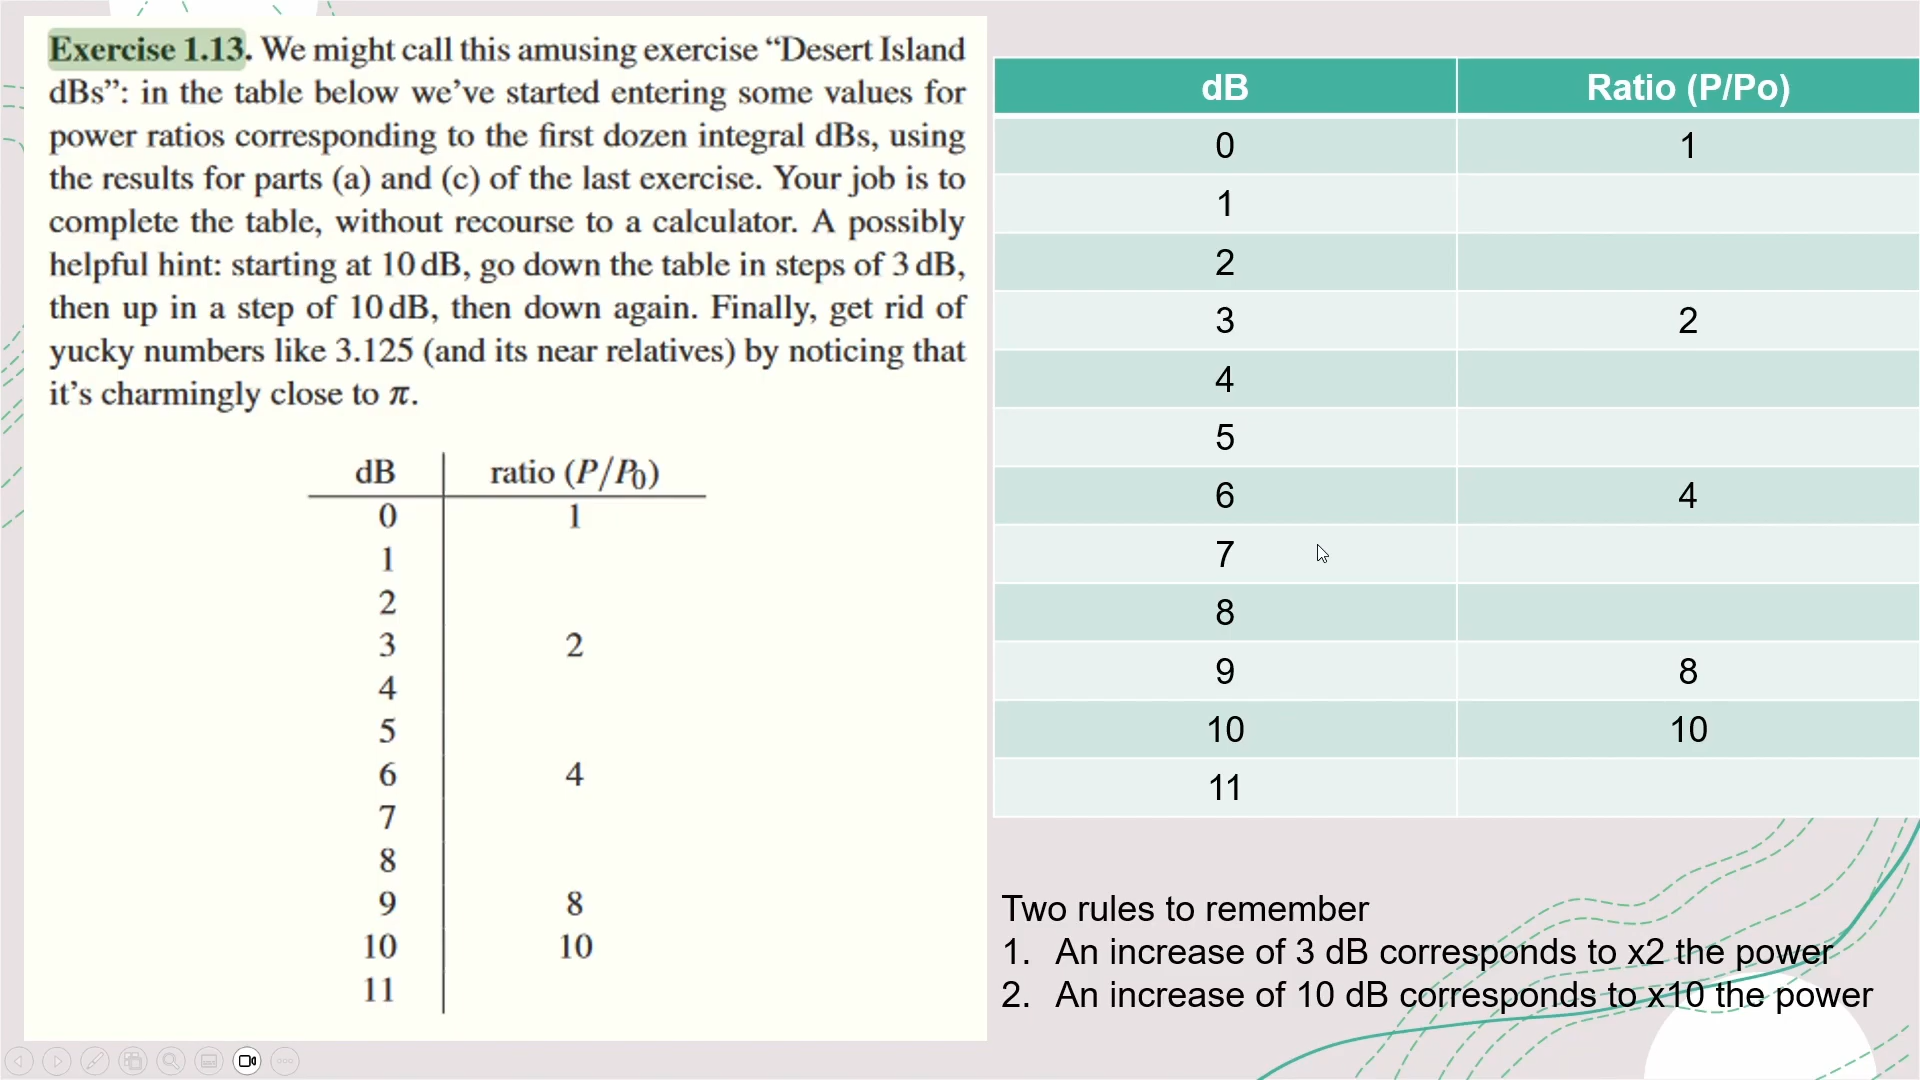 Exercise 1.13. We might call this amusing exercise “Desert Island
dBs”: in the table below we’ve started entering some values for
power ratios corresponding to the first dozen integral dBs, using
the results for parts (a) and (c) of the last exercise. Your job is to
complete the table, without recourse to a calculator. A possibly
helpful hint: starting at 10 dB, go down the table in steps of 3 dB,
then up in a step of 10 dB, then down again. Finally, get rid of
yucky numbers like 3.125 (and its near relatives) by noticing that
it’s charmingly close to π.
dB ratio (P/P₀)
0 1
1
2
3 2
4
5
6 4
7
8
9 8
10 10
11
dB Ratio (P/Po)
0 1
1
2
3 2
4
5
6 4
7
8
9 8
10 10
11
Two rules to remember
1. An increase of 3 dB corresponds to x2 the power
2. An increase of 10 dB corresponds to x10 the power